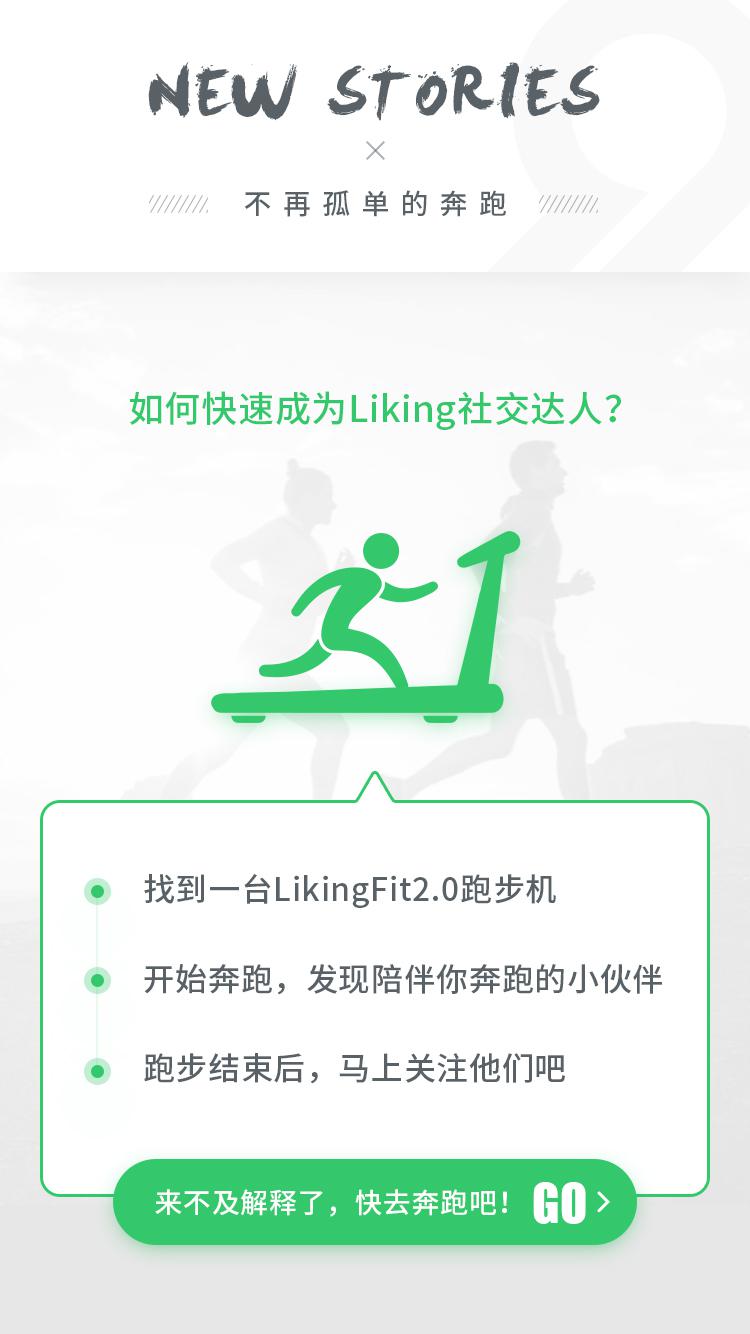 NEW STORIES
×
不再孤单的奔跑
如何快速成为Liking社交达人？
找到一台LikingFit2.0跑步机
开始奔跑，发现陪伴你奔跑的小伙伴
跑步结束后，马上关注他们吧
来不及解释了，快去奔跑吧！ GO